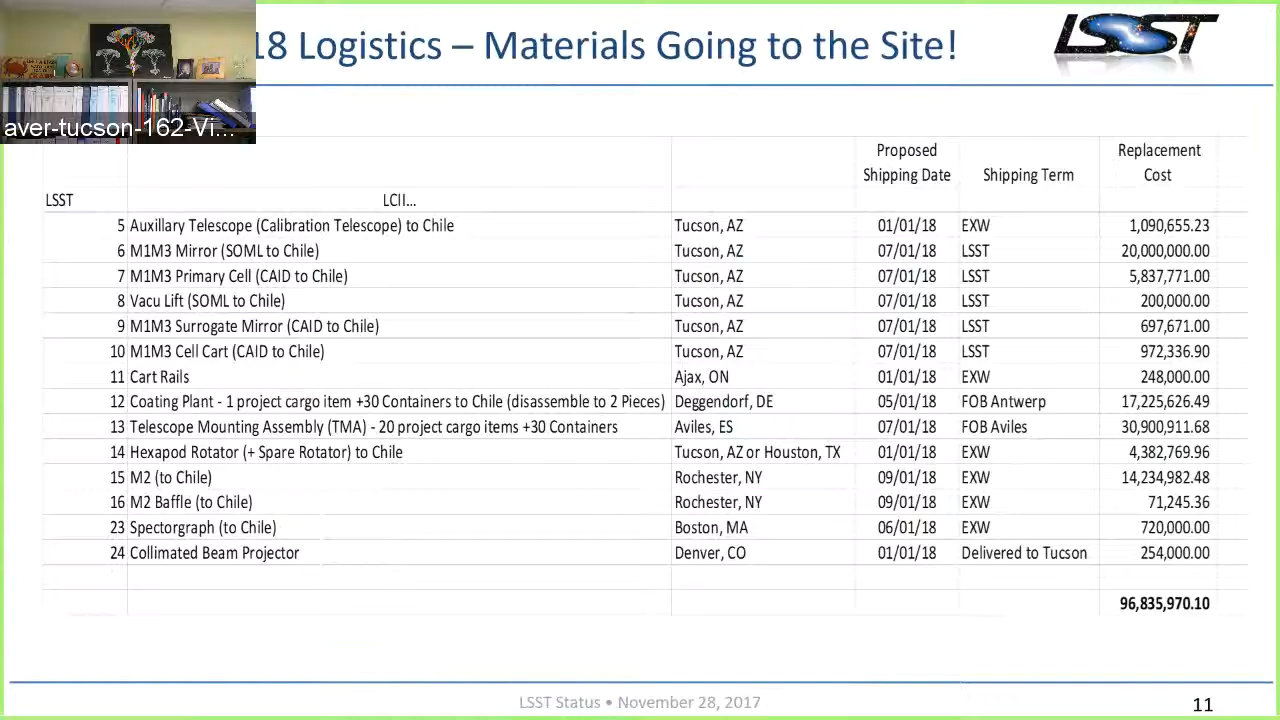 18 Logistics – Materials Going to the Site!
LSST
aver-tucson-162-Vi...
Proposed Replacement
Shipping Date Shipping Term Cost
LSST LCII...
5 Auxillary Telescope (Calibration Telescope) to Chile Tucson, AZ 01/01/18 EXW 1,090,655.23
6 M1M3 Mirror (SOML to Chile) Tucson, AZ 07/01/18 LSST 20,000,000.00
7 M1M3 Primary Cell (CAID to Chile) Tucson, AZ 07/01/18 LSST 5,837,771.00
8 Vacu Lift (SOML to Chile) Tucson, AZ 07/01/18 LSST 200,000.00
9 M1M3 Surrogate Mirror (CAID to Chile) Tucson, AZ 07/01/18 LSST 697,671.00
10 M1M3 Cell Cart (CAID to Chile) Tucson, AZ 07/01/18 LSST 972,336.90
11 Cart Rails Ajax, ON 01/01/18 EXW 248,000.00
12 Coating Plant - 1 project cargo item +30 Containers to Chile (disassemble to 2 Pieces) Deggendorf, DE 05/01/18 FOB Antwerp 17,225,626.49
13 Telescope Mounting Assembly (TMA) - 20 project cargo items +30 Containers Aviles, ES 07/01/18 FOB Aviles 30,900,911.68
14 Hexapod Rotator (+ Spare Rotator) to Chile Tucson, AZ or Houston, TX 01/01/18 EXW 4,382,769.96
15 M2 (to Chile) Rochester, NY 09/01/18 EXW 14,234,982.48
16 M2 Baffle (to Chile) Rochester, NY 09/01/18 EXW 71,245.36
23 Spectorgraph (to Chile) Boston, MA 06/01/18 EXW 720,000.00
24 Collimated Beam Projector Denver, CO 01/01/18 Delivered to Tucson 254,000.00
96,835,970.10
LSST Status • November 28, 2017
11